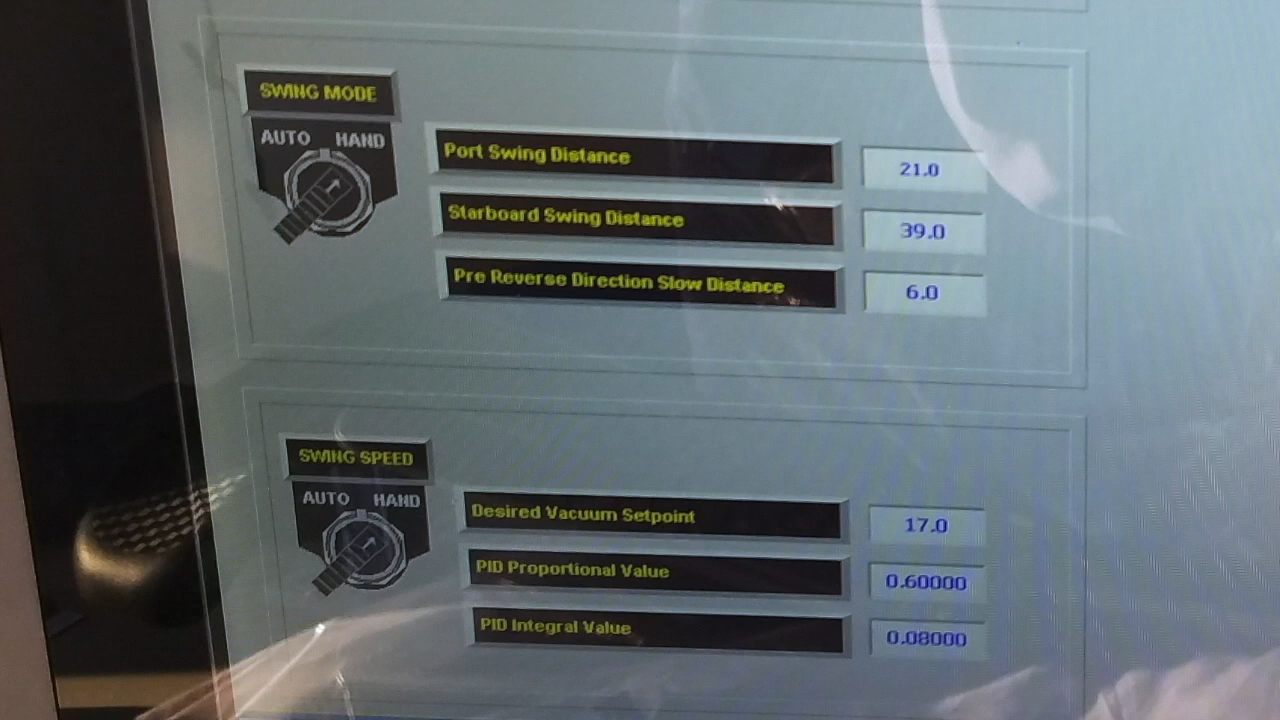 SWING MODE
AUTO HAND
Port Swing Distance 21.0
Starboard Swing Distance 39.0
Pre Reverse Direction Slow Distance 6.0
SWING SPEED
AUTO HAND
Desired Vacuum Setpoint 17.0
PID Proportional Value 0.60000
PID Integral Value 0.08000